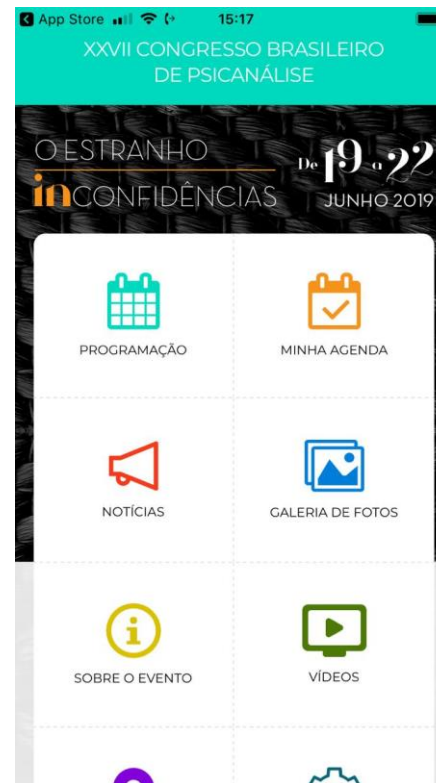 App Store 15:17
XXVII CONGRESSO BRASILEIRO
DE PSICANÁLISE
O ESTRANHO
inCONFIDÊNCIAS
De 19 a 22
JUNHO 2019
PROGRAMAÇÃO
MINHA AGENDA
NOTÍCIAS
GALERIA DE FOTOS
SOBRE O EVENTO
VÍDEOS